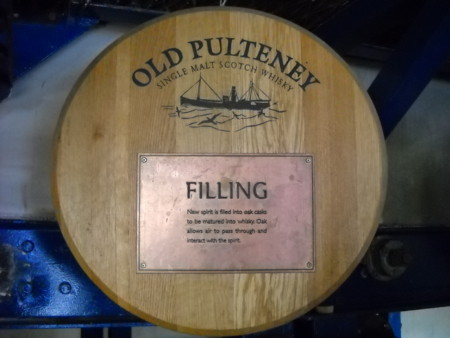 OLD PULTENEY
SINGLE MALT SCOTCH WHISKY
FILLING
New spirit is filled into oak casks
to be matured into whisky. Oak
allows air to pass through and
interact with the spirit.